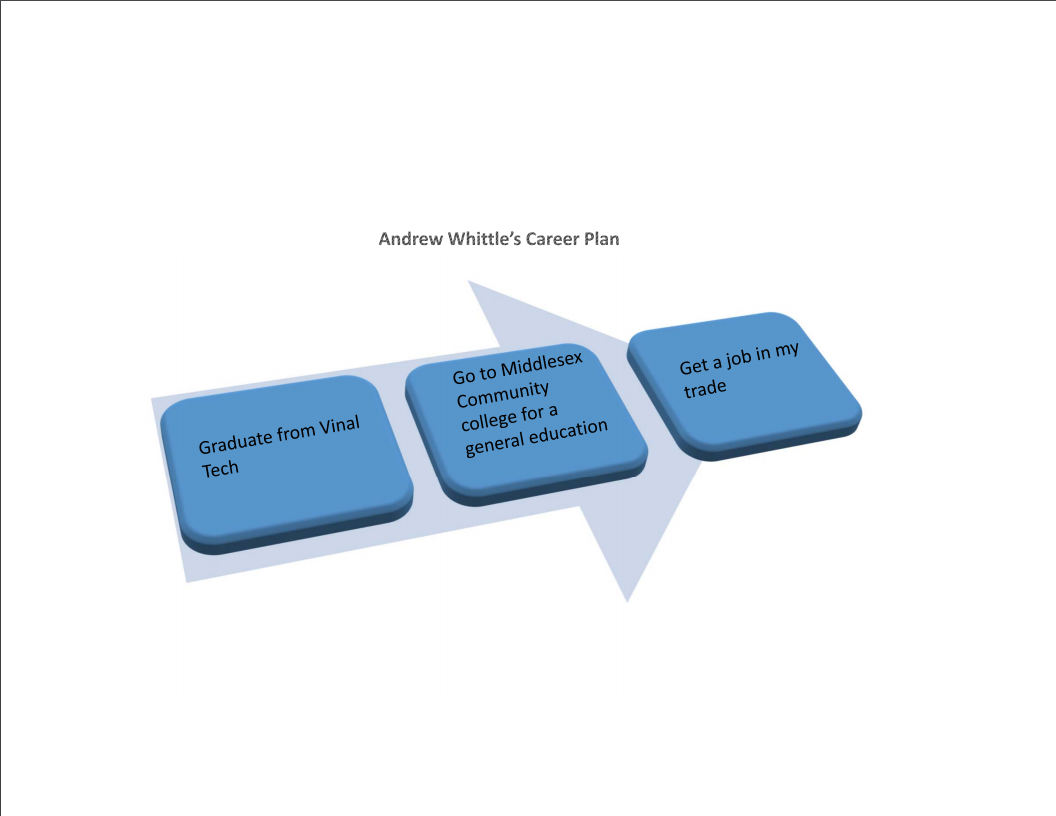 Andrew Whittle’s Career Plan
Graduate from Vinal
Tech
Go to Middlesex
Community
college for a
general education
Get a job in my
trade